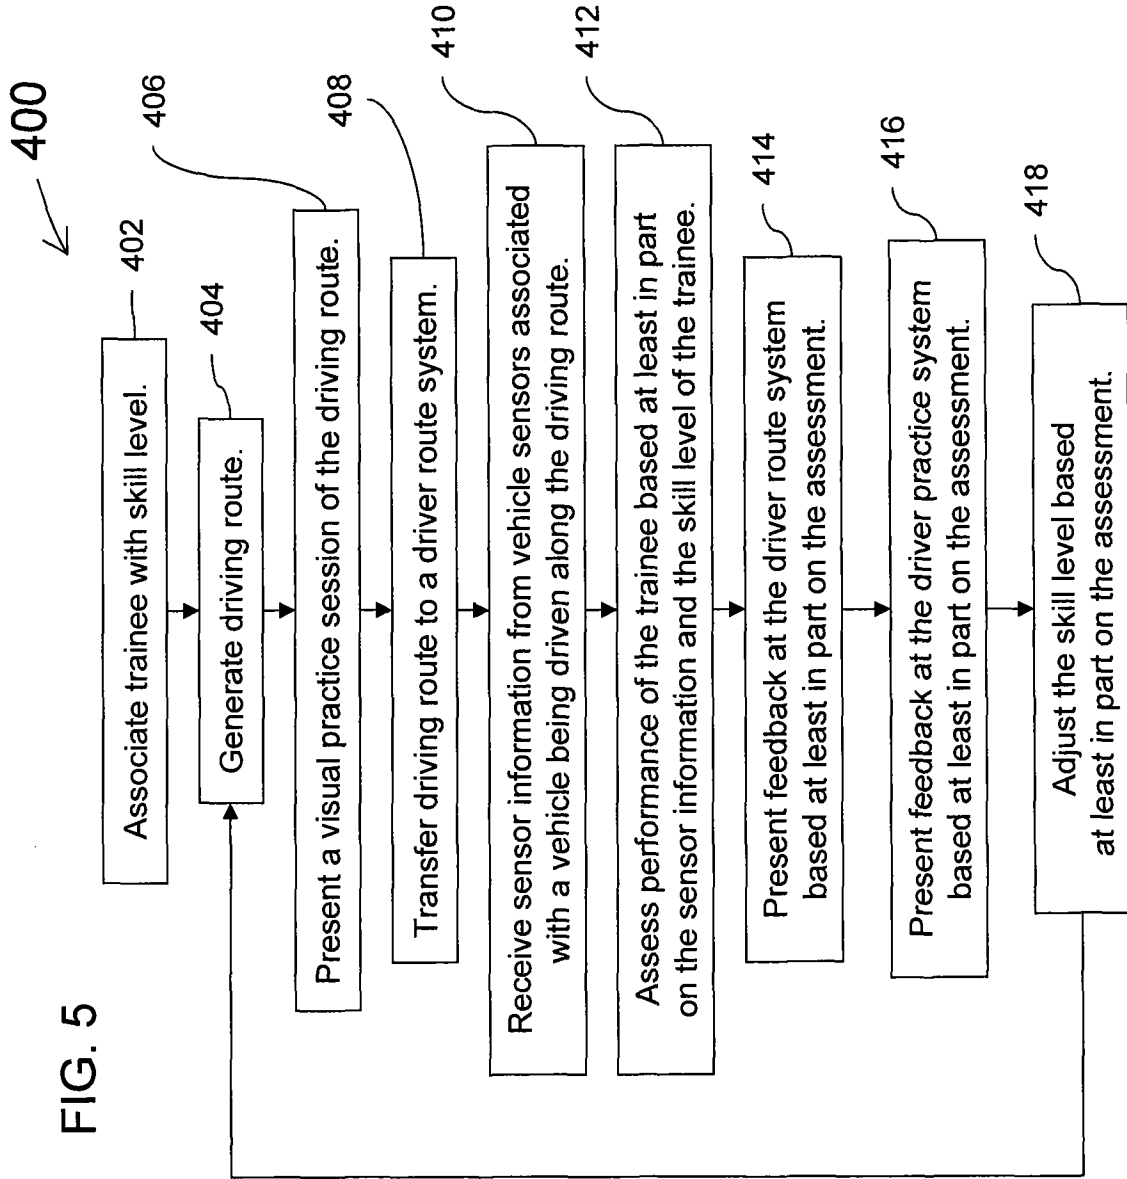 FIG. 5
400
Associate trainee with skill level.
402
Generate driving route.
404
Present a visual practice session of the driving route.
406
Transfer driving route to a driver route system.
408
Receive sensor information from vehicle sensors associated
with a vehicle being driven along the driving route.
410
Assess performance of the trainee based at least in part
on the sensor information and the skill level of the trainee.
412
Present feedback at the driver route system
based at least in part on the assessment.
414
Present feedback at the driver practice system
based at least in part on the assessment.
416
Adjust the skill level based
at least in part on the assessment.
418